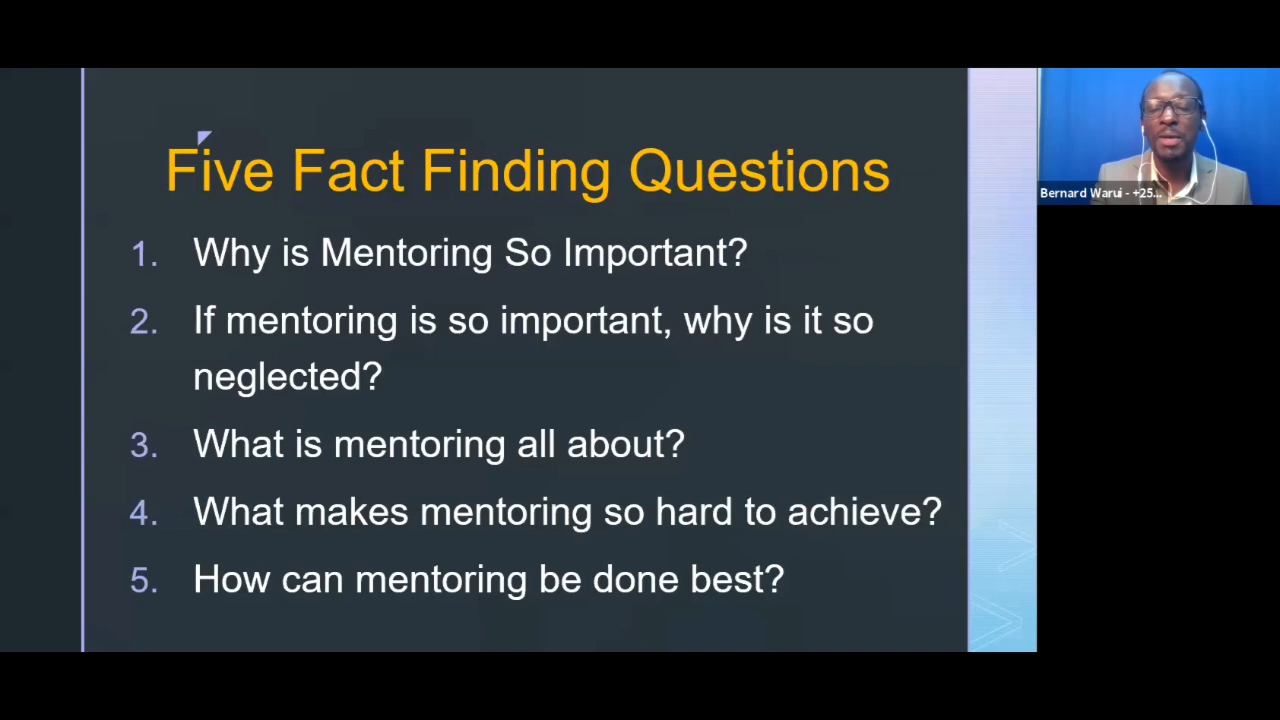 Five Fact Finding Questions
1. Why is Mentoring So Important?
2. If mentoring is so important, why is it so
neglected?
3. What is mentoring all about?
4. What makes mentoring so hard to achieve?
5. How can mentoring be done best?
Bernard Warui - +25...